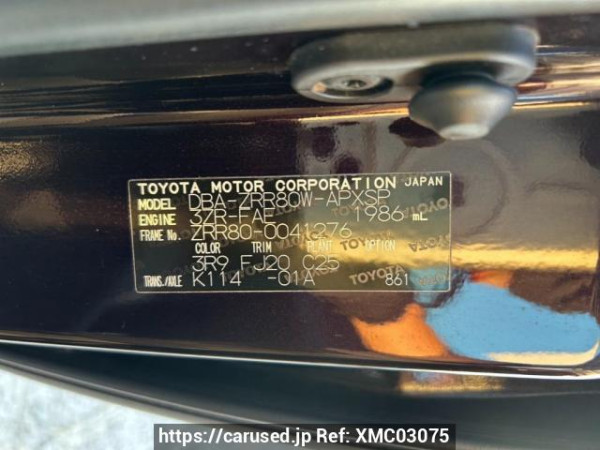 TOYOTA MOTOR CORPORATION JAPAN
MODEL DBA-ZRR80W-APXSP
ENGINE 3ZR-FAE 1986 mL
FRAME No. ZRR80-0041276
COLOR TRIM PLANT OPTION
3R9 FJ20 C25
TRANS./AXLE K114 -01A 861
https://carused.jp Ref: XMC03075